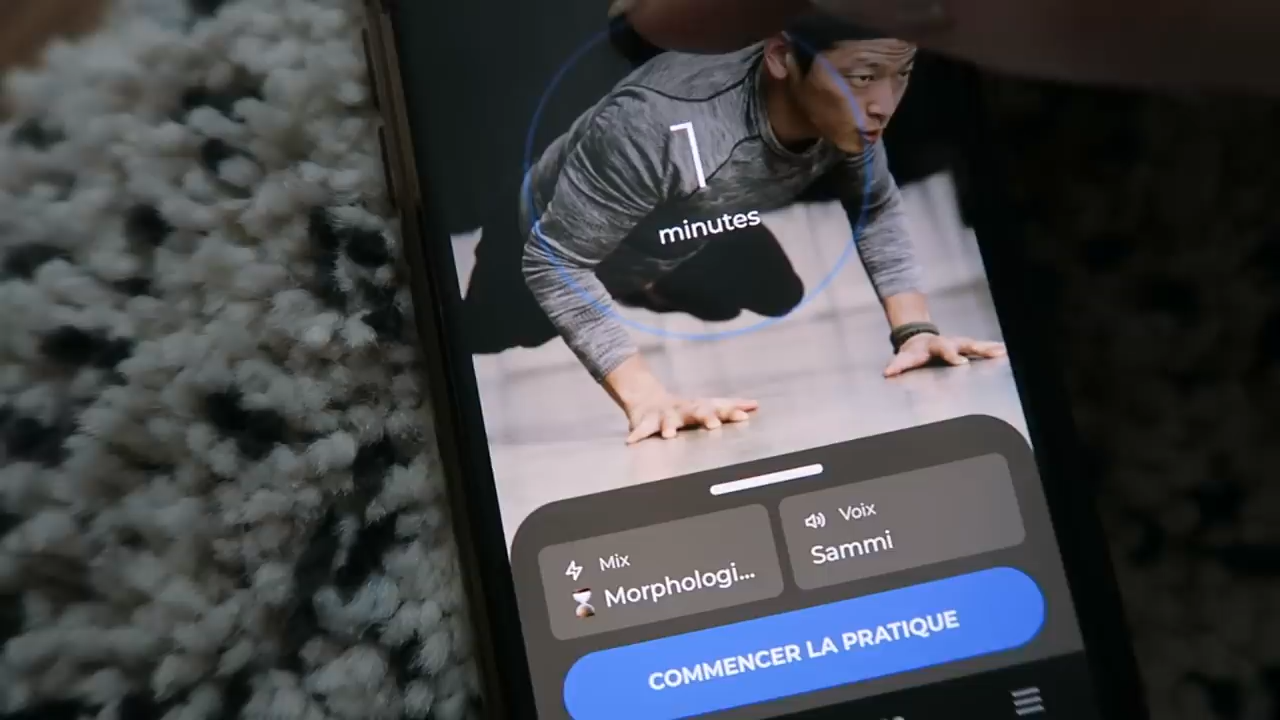 1
minutes
Mix
Morphologi...
Voix
Sammi
COMMENCER LA PRATIQUE